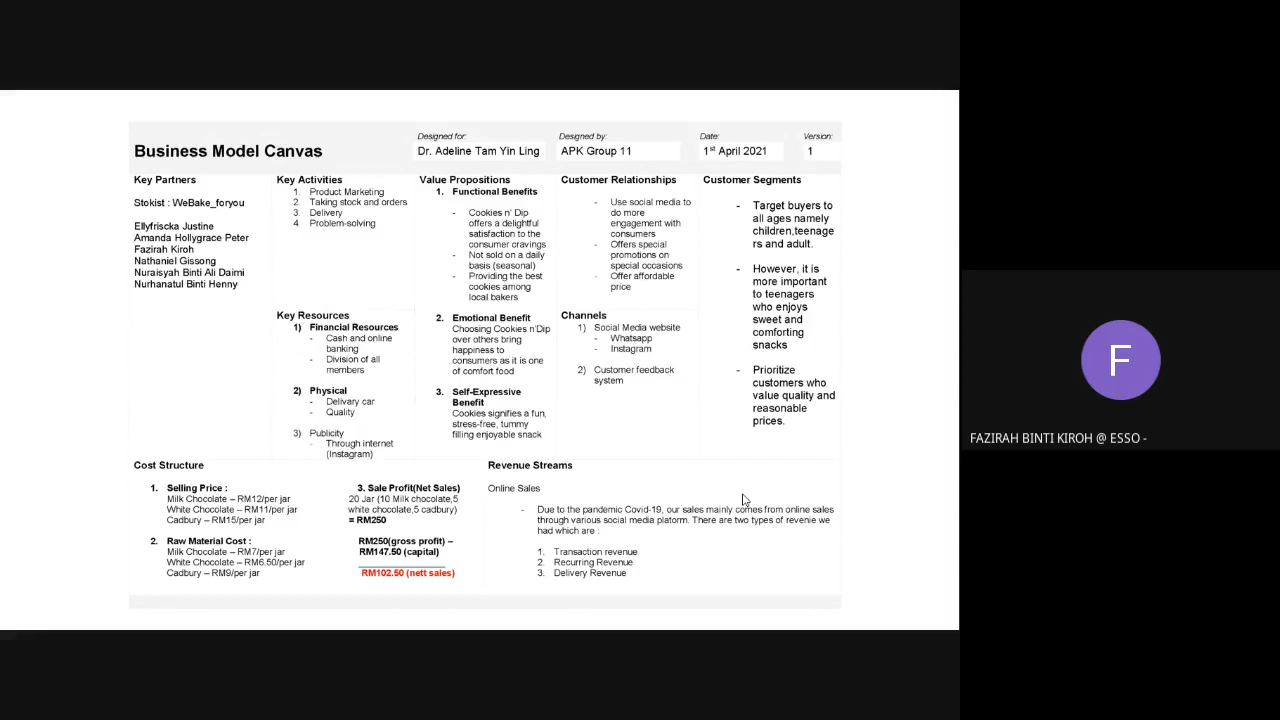 Business Model Canvas
Designed for:
Dr. Adeline Tam Yin Ling
Designed by:
APK Group 11
Date:
1st April 2021
Version:
1
Key Partners
Stokist : WeBake_foryou
Ellyfriscka Justine
Amanda Hollygrace Peter
Fazirah Kiroh
Nathaniel Gissong
Nuraisyah Binti Ali Daimi
Nurhanatul Binti Henny
Key Activities
1. Product Marketing
2. Taking stock and orders
3. Delivery
4. Problem-solving
Key Resources
1) Financial Resources
- Cash and online
banking
- Division of all
members
2) Physical
- Delivary car
- Quality
3) Publicity
- Through internet
(Instagram)
Value Propositions
1. Functional Benefits
- Cookies n' Dip
offers a delightful
satisfaction to the
consumer cravings
- Not sold on a daily
basis (seasonal)
- Providing the best
cookies among
local bakers
2. Emotional Benefit
Choosing Cookies n'Dip
over others bring
happiness to
consumers as it is one
of comfort food
3. Self-Expressive
Benefit
Cookies signifies a fun,
stress-free, tummy
filling enjoyable snack
Customer Relationships
- Use social media to
do more
engagement with
consumers
- Offers special
promotions on
special occasions
- Offer affordable
price
Channels
1) Social Media website
- Whatsapp
- Instagram
2) Customer feedback
system
Customer Segments
- Target buyers to
all ages namely
children,teenage
rs and adult.
- However, it is
more important
to teenagers
who enjoys
sweet and
comforting
snacks
- Prioritize
customers who
value quality and
reasonable
prices.
Cost Structure
1. Selling Price :
Milk Chocolate – RM12/per jar
White Chocolate – RM11/per jar
Cadbury – RM15/per jar
2. Raw Material Cost :
Milk Chocolate – RM7/per jar
White Chocolate – RM6.50/per jar
Cadbury – RM9/per jar
3. Sale Profit(Net Sales)
20 Jar (10 Milk chocolate,5
white chocolate,5 cadbury)
= RM250
RM250(gross profit) –
RM147.50 (capital)
RM102.50 (nett sales)
Revenue Streams
Online Sales
- Due to the pandemic Covid-19, our sales mainly comes from online sales
through various social media platorm. There are two types of revenie we
had which are :
1. Transaction revenue
2. Recurring Revenue
3. Delivery Revenue
F
FAZIRAH BINTI KIROH @ ESSO -